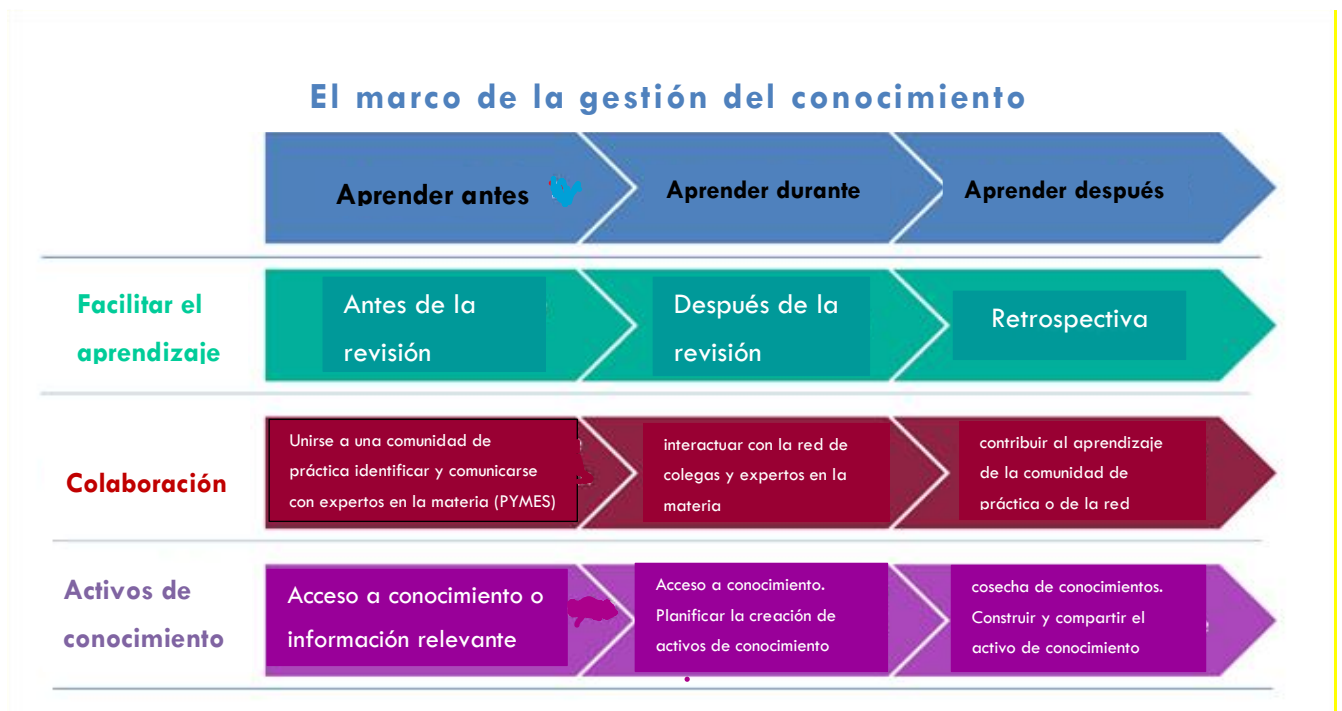 El marco de la gestión del conocimiento
Aprender antes
Aprender durante
Aprender después
Facilitar el
aprendizaje
Antes de la
revisión
Después de la
revisión
Retrospectiva
Colaboración
Unirse a una comunidad de
práctica identificar y comunicarse
con expertos en la materia (PYMES)
interactuar con la red de
colegas y expertos en la
materia
contribuir al aprendizaje
de la comunidad de
práctica o de la red
Activos de
conocimiento
Acceso a conocimiento o
información relevante
Acceso a conocimiento.
Planificar la creación de
activos de conocimiento
cosecha de conocimientos.
Construir y compartir el
activo de conocimiento